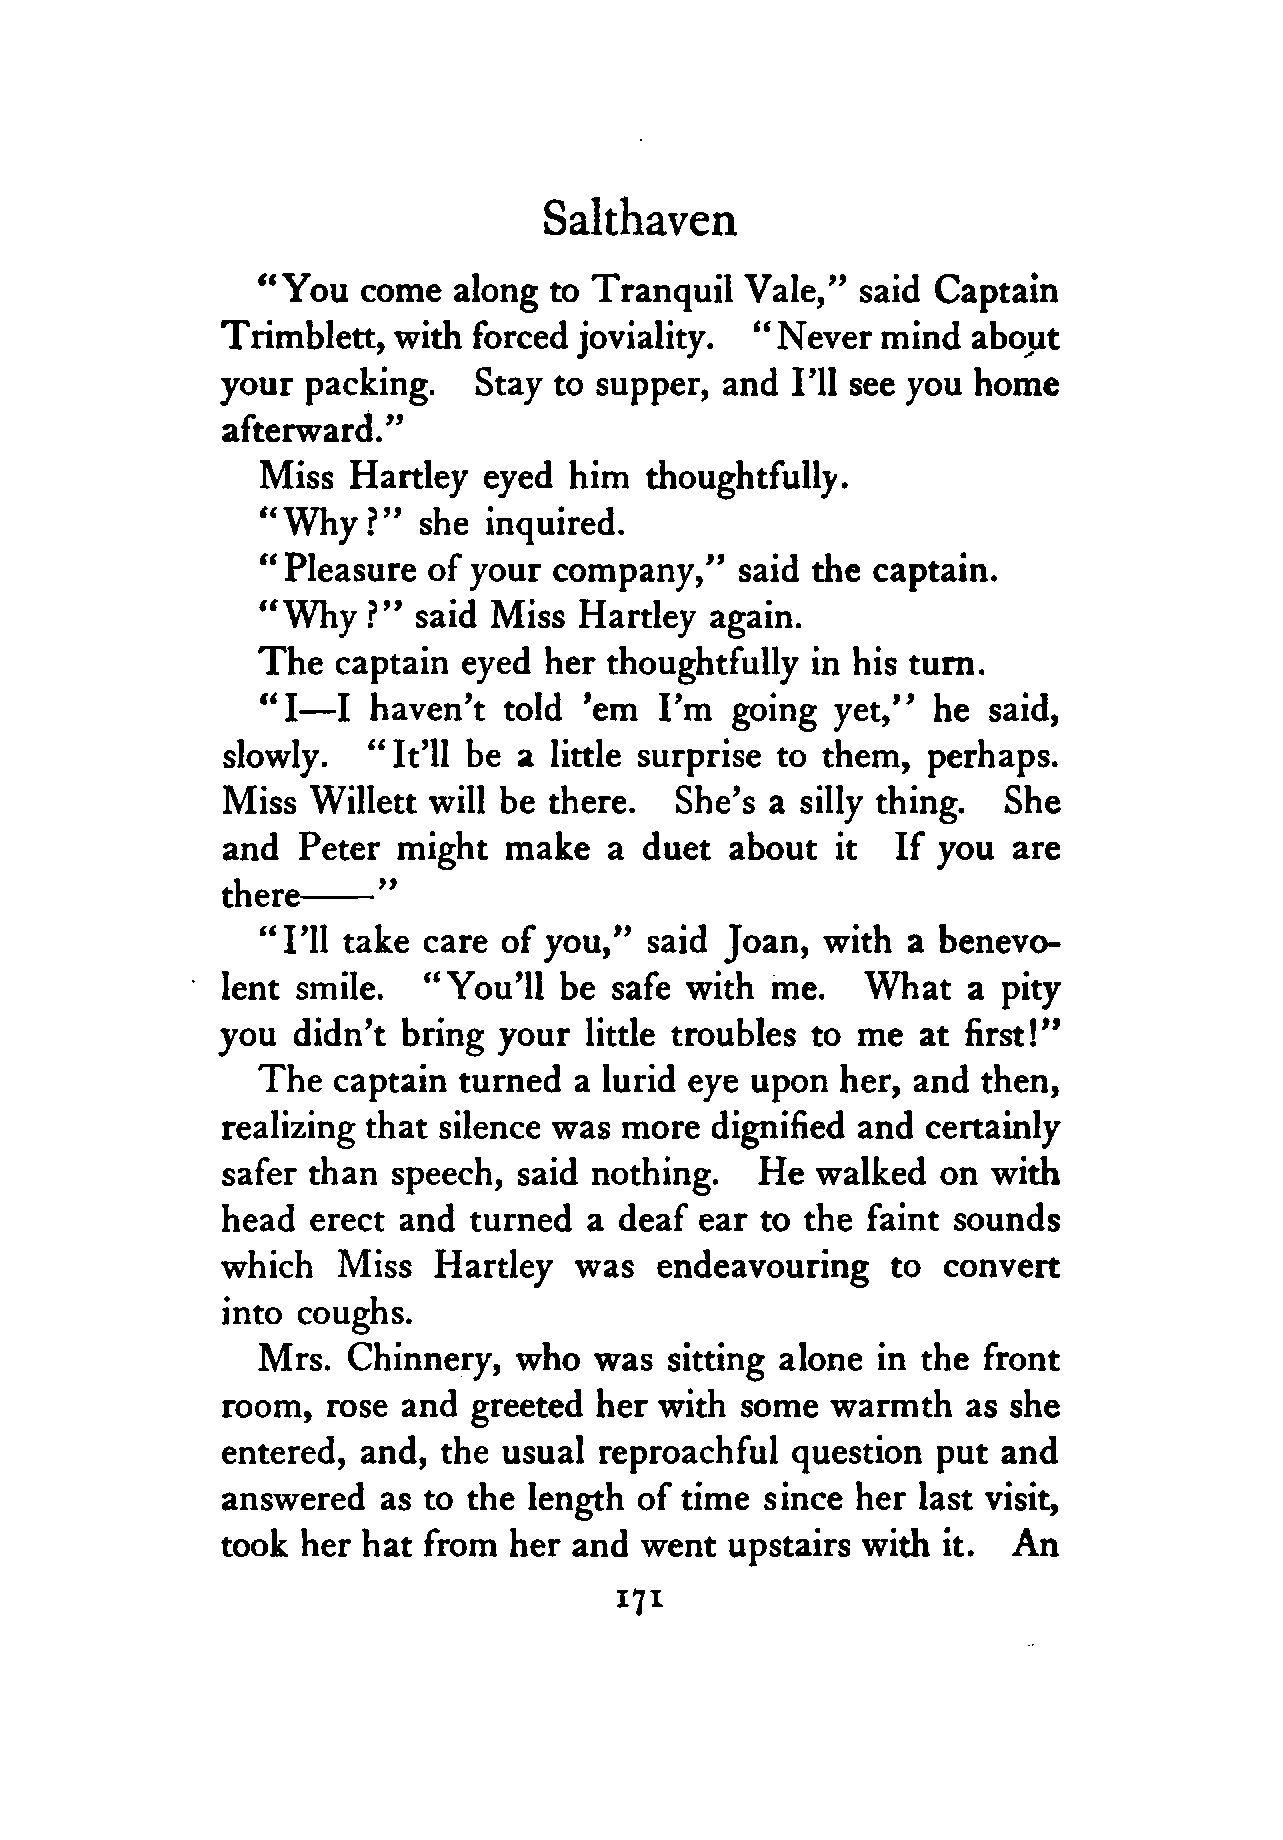 Salthaven
"You come along to Tranquil Vale," said Captain
Trimblett, with forced joviality. "Never mind about
your packing. Stay to supper, and I'll see you home
afterward."
Miss Hartley eyed him thoughtfully.
"Why?" she inquired.
"Pleasure of your company," said the captain.
"Why?" said Miss Hartley again.
The captain eyed her thoughtfully in his turn.
"I—I haven't told 'em I'm going yet," he said,
slowly. "It'll be a little surprise to them, perhaps.
Miss Willett will be there. She's a silly thing. She
and Peter might make a duet about it If you are
there——"
"I'll take care of you," said Joan, with a benevo-
lent smile. "You'll be safe with me. What a pity
you didn't bring your little troubles to me at first!"
The captain turned a lurid eye upon her, and then,
realizing that silence was more dignified and certainly
safer than speech, said nothing. He walked on with
head erect and turned a deaf ear to the faint sounds
which Miss Hartley was endeavouring to convert
into coughs.
Mrs. Chinnery, who was sitting alone in the front
room, rose and greeted her with some warmth as she
entered, and, the usual reproachful question put and
answered as to the length of time since her last visit,
took her hat from her and went upstairs with it. An
171